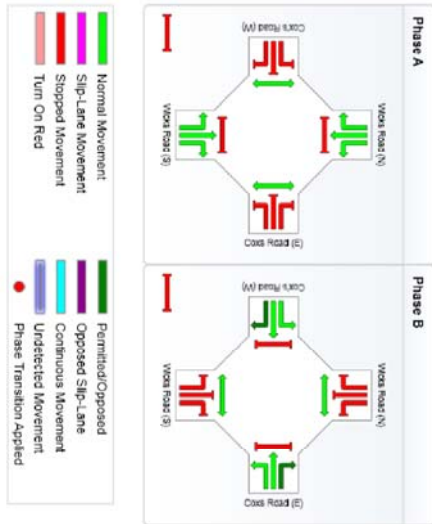 Phase A
Wicks Road (N)
Coxs Road (W)
Coxs Road (E)
Wicks Road (S)
Phase B
Wicks Road (N)
Coxs Road (W)
Coxs Road (E)
Wicks Road (S)
Normal Movement
Slip-Lane Movement
Stopped Movement
Turn On Red
Permitted/Opposed
Opposed Slip-Lane
Continuous Movement
Undetected Movement
Phase Transition Applied